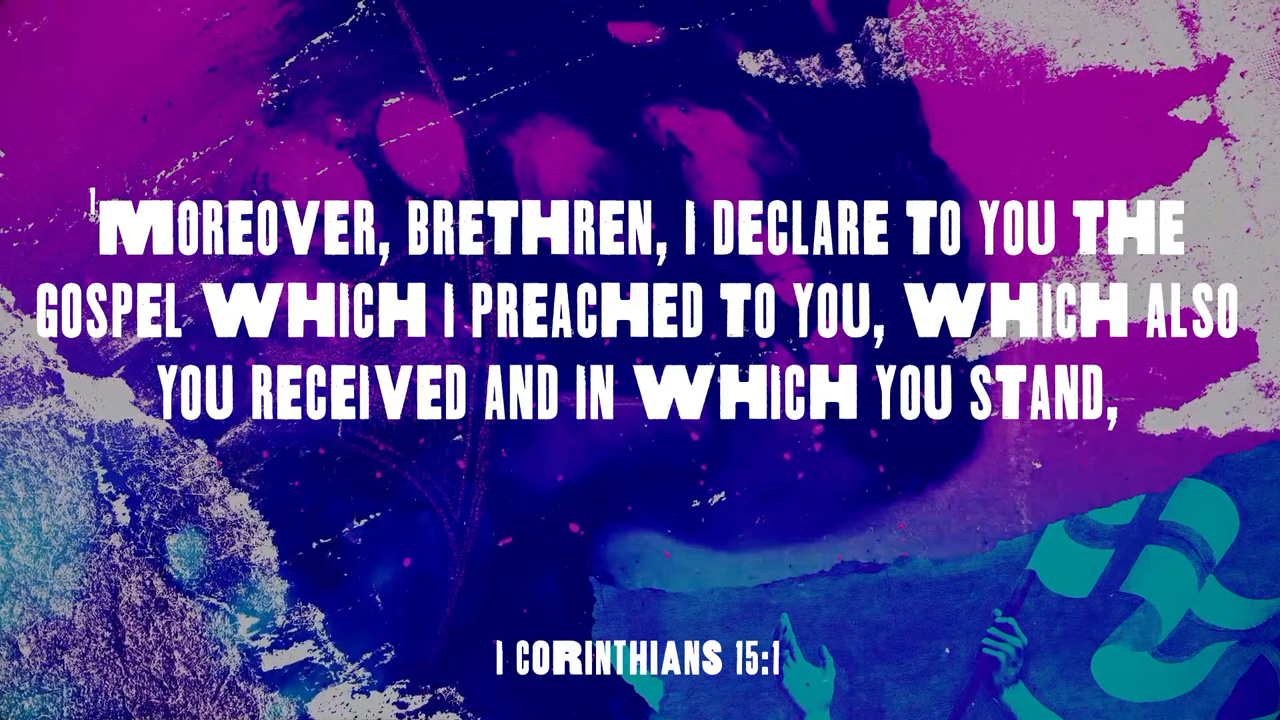 1MOREOVER, BRETHREN, I DECLARE TO YOU THE
GOSPEL WHICH I PREACHED TO YOU, WHICH ALSO
YOU RECEIVED AND IN WHICH YOU STAND,
1 CORINTHIANS 15:1